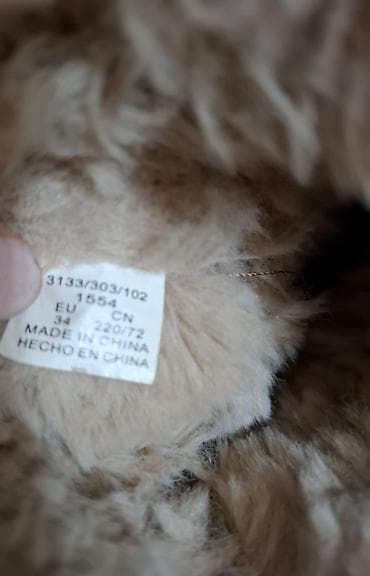 3133/303/102
1554
EU CN
34 220/72
MADE IN CHINA
HECHO EN CHINA